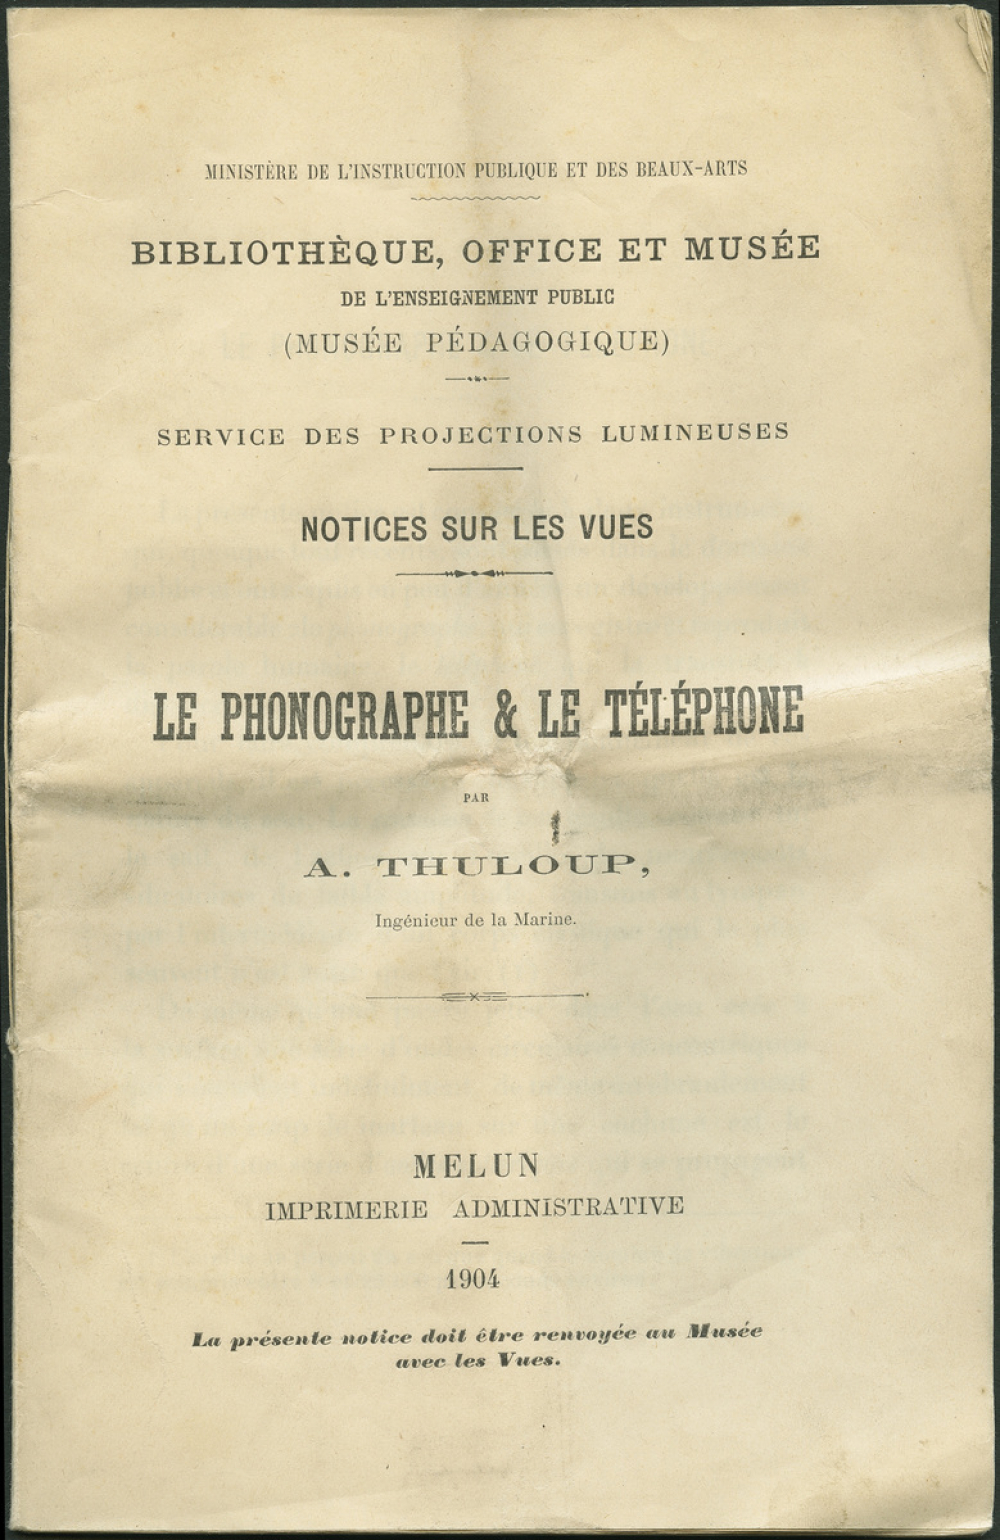 MINISTÈRE DE L'INSTRUCTION PUBLIQUE ET DES BEAUX-ARTS
BIBLIOTHÈQUE, OFFICE ET MUSÉE
DE L'ENSEIGNEMENT PUBLIC
(MUSÉE PÉDAGOGIQUE)
SERVICE DES PROJECTIONS LUMINEUSES
NOTICES SUR LES VUES
LE PHONOGRAPHE & LE TÉLÉPHONE
PAR
A. THULOUP,
Ingénieur de la Marine.
MELUN
IMPRIMERIE ADMINISTRATIVE
1904
La présente notice doit être renvoyée au Musée
avec les Vues.